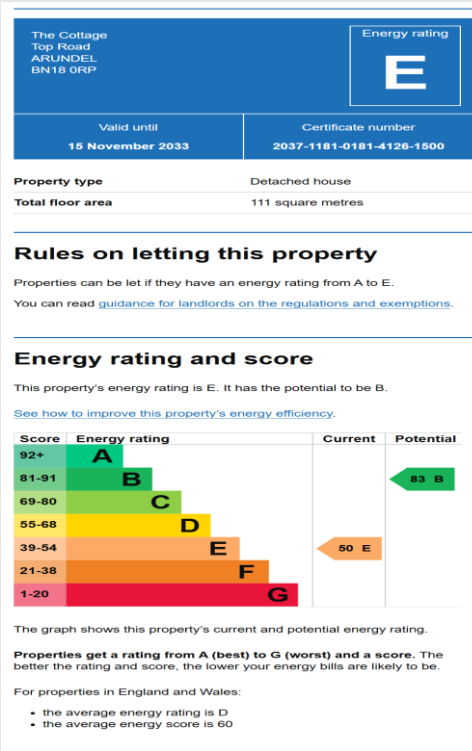 The Cottage
Top Road
ARUNDEL
BN18 0RP
Energy rating
E
Valid until
15 November 2033
Certificate number
2037-1181-0181-4126-1500
Property type Detached house
Total floor area 111 square metres
Rules on letting this property
Properties can be let if they have an energy rating from A to E.
You can read guidance for landlords on the regulations and exemptions.
Energy rating and score
This property's energy rating is E. It has the potential to be B.
See how to improve this property's energy efficiency.
Score Energy rating Current Potential
92+ A
81-91 B 83 B
69-80 C
55-68 D
39-54 E 50 E
21-38 F
1-20 G
The graph shows this property's current and potential energy rating.
Properties get a rating from A (best) to G (worst) and a score. The
better the rating and score, the lower your energy bills are likely to be.
For properties in England and Wales:
• the average energy rating is D
• the average energy score is 60